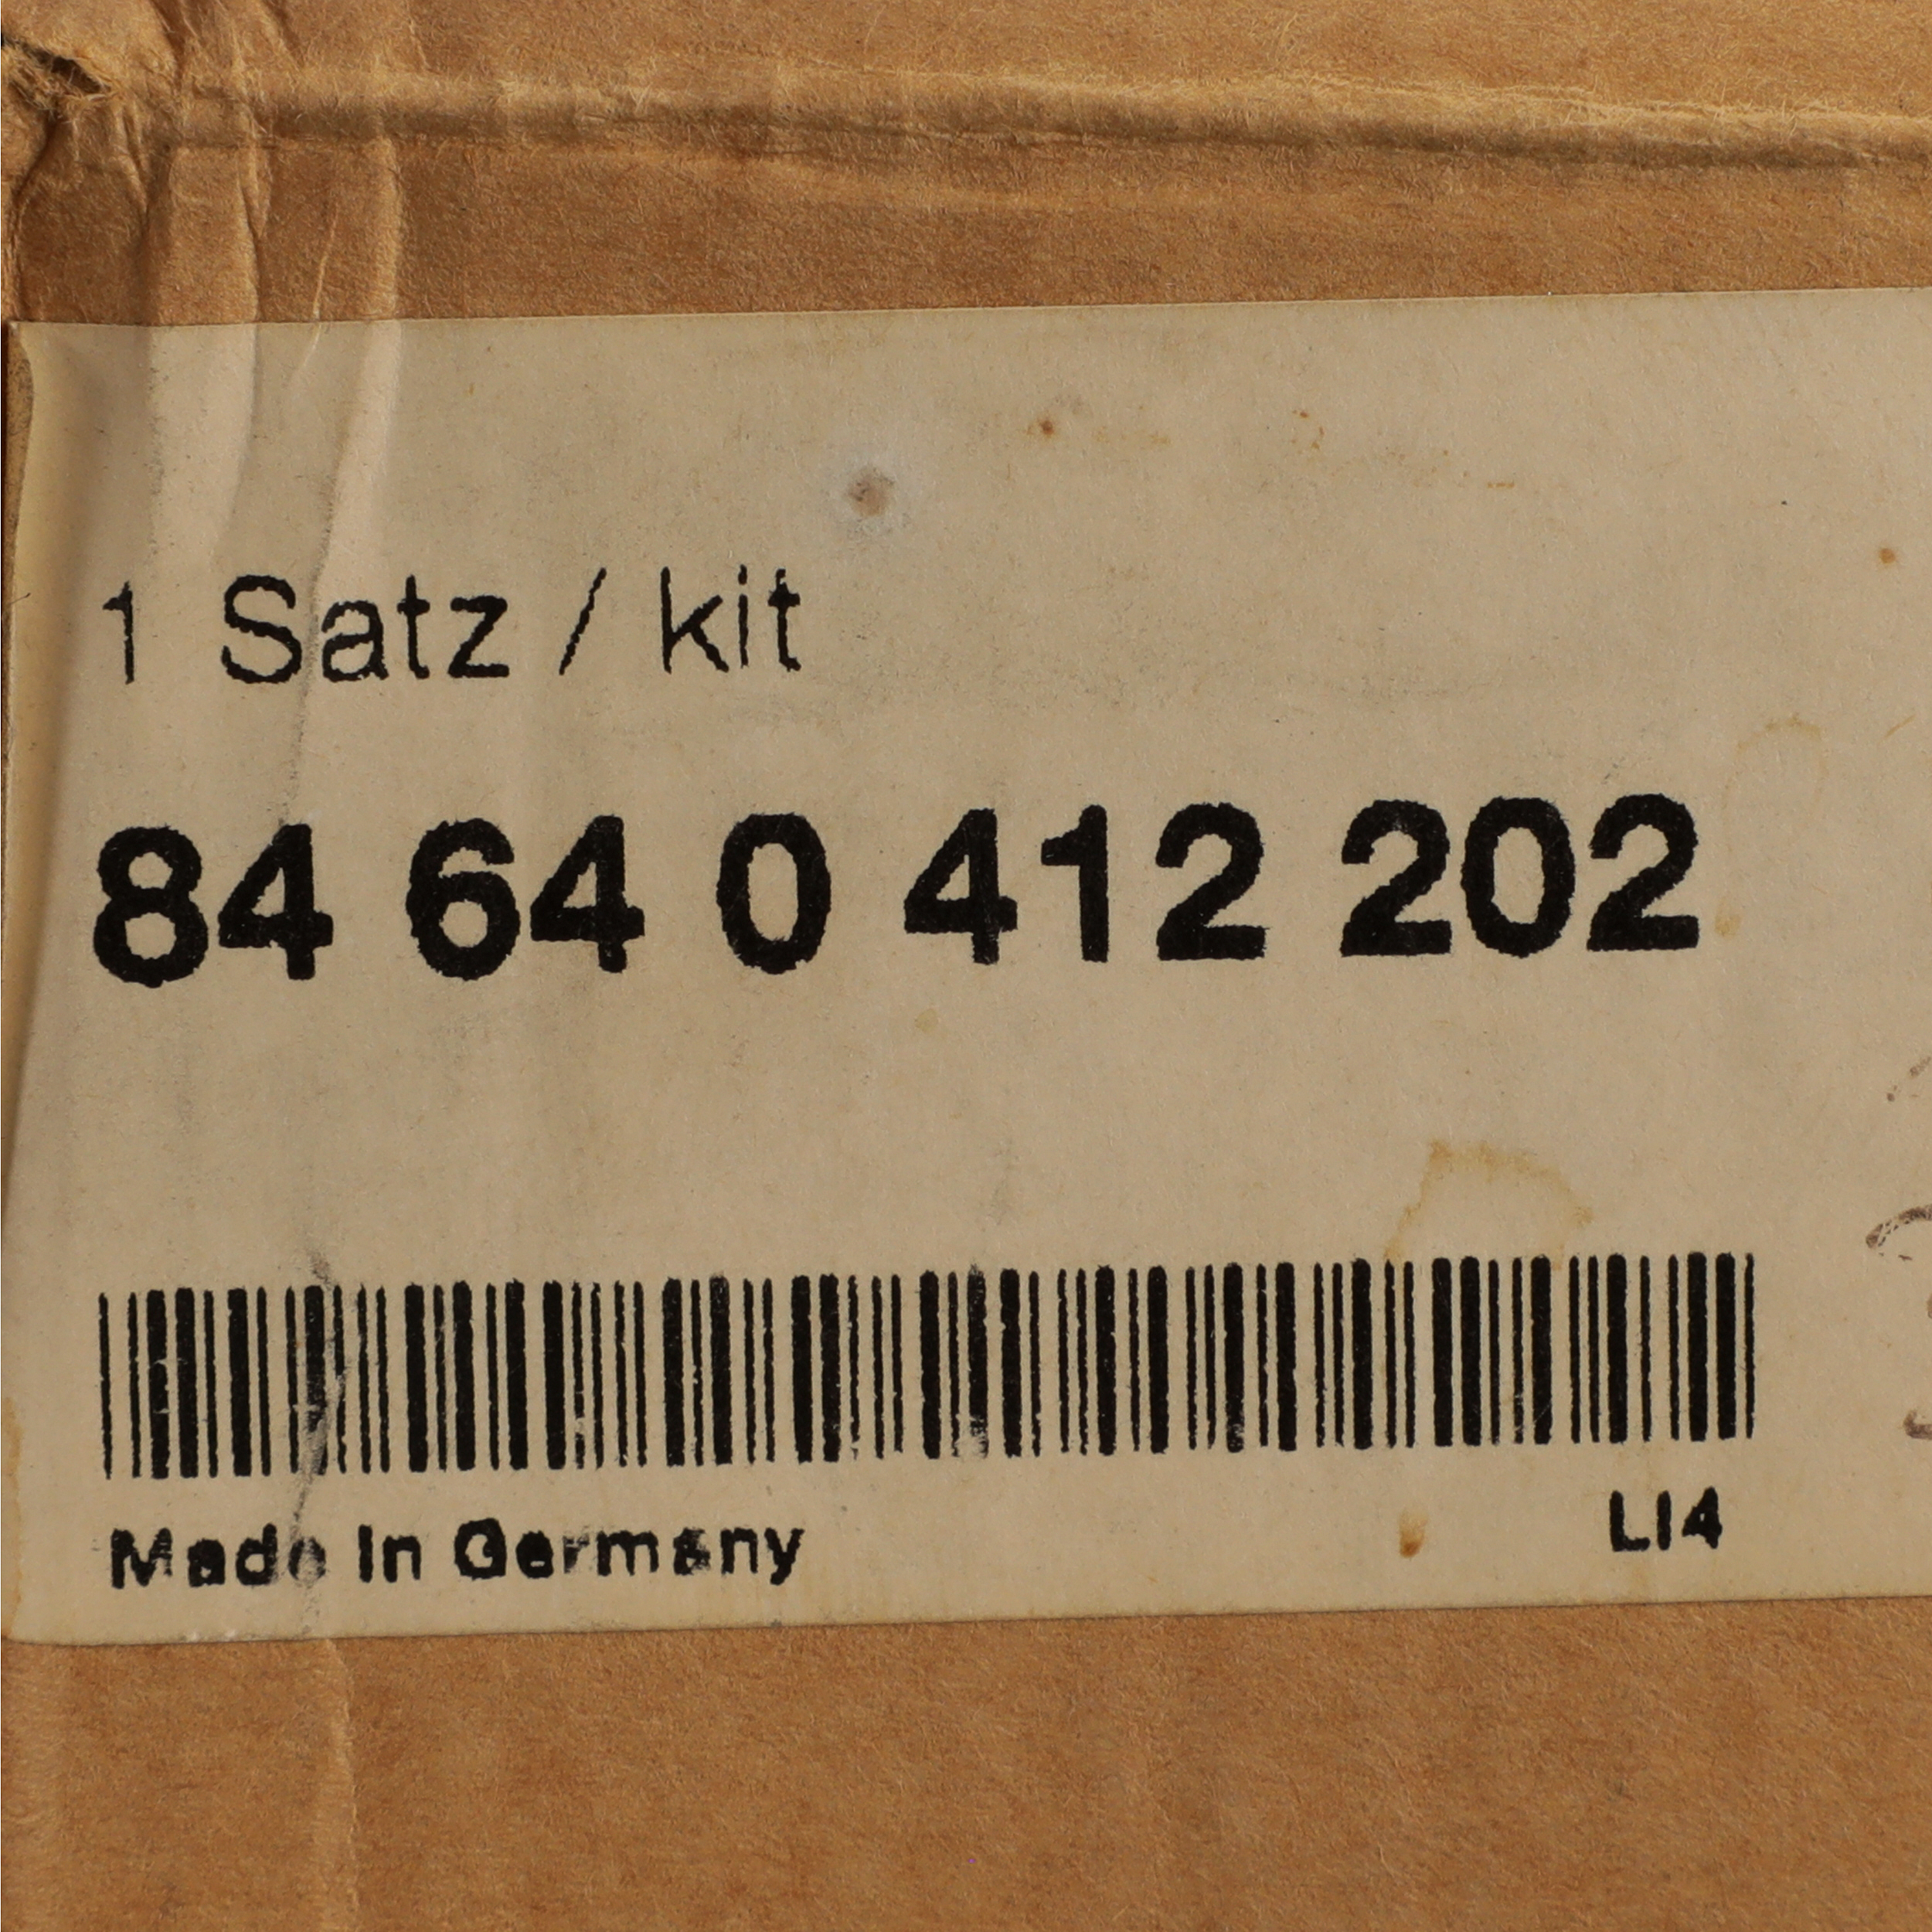 1 Satz / kit
84 64 0 412 202
Made In Germany
LI4